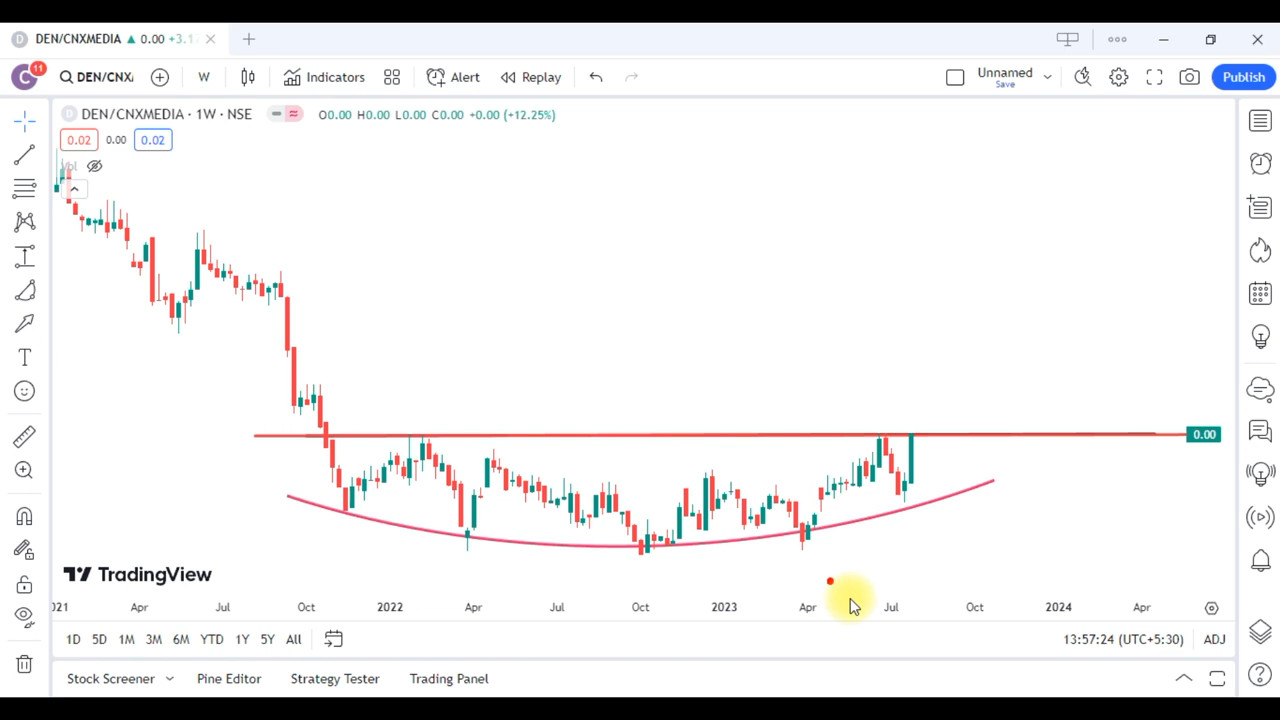 D DEN/CNXMEDIA ▲ 0.00 +3.1
C 11 DEN/CNX W Indicators Alert Replay Unnamed Save Publish
D DEN/CNXMEDIA · 1W · NSE O0.00 H0.00 L0.00 C0.00 +0.00 (+12.25%)
0.02 0.00 0.02
Vol
0.00
TradingView
2021 Apr Jul Oct 2022 Apr Jul Oct 2023 Apr Jul Oct 2024 Apr
1D 5D 1M 3M 6M YTD 1Y 5Y All 13:57:24 (UTC+5:30) ADJ
Stock Screener Pine Editor Strategy Tester Trading Panel